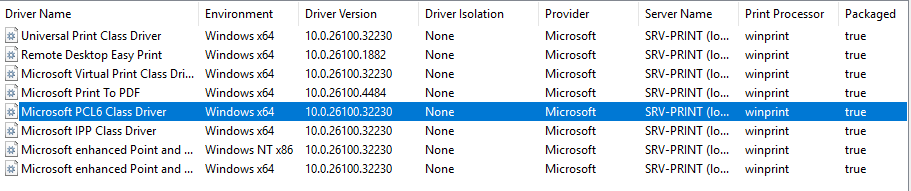 Driver Name Environment Driver Version Driver Isolation Provider Server Name Print Processor Packaged
Universal Print Class Driver Windows x64 10.0.26100.32230 None Microsoft SRV-PRINT (lo... winprint true
Remote Desktop Easy Print Windows x64 10.0.26100.1882 None Microsoft SRV-PRINT (lo... winprint true
Microsoft Virtual Print Class Dri... Windows x64 10.0.26100.32230 None Microsoft SRV-PRINT (lo... winprint true
Microsoft Print To PDF Windows x64 10.0.26100.4484 None Microsoft SRV-PRINT (lo... winprint true
Microsoft PCL6 Class Driver Windows x64 10.0.26100.32230 None Microsoft SRV-PRINT (lo... winprint true
Microsoft IPP Class Driver Windows x64 10.0.26100.32230 None Microsoft SRV-PRINT (lo... winprint true
Microsoft enhanced Point and ... Windows NT x86 10.0.26100.32230 None Microsoft SRV-PRINT (lo... winprint true
Microsoft enhanced Point and ... Windows x64 10.0.26100.32230 None Microsoft SRV-PRINT (lo... winprint true